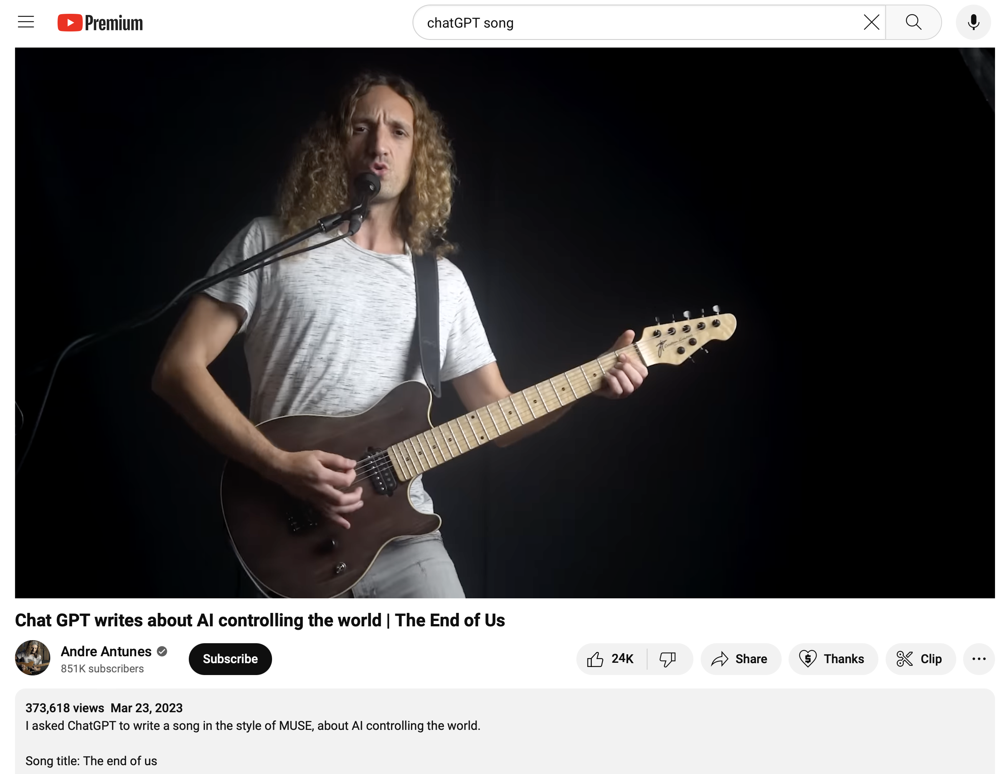 Premium
chatGPT song
Chat GPT writes about AI controlling the world | The End of Us
Andre Antunes
851K subscribers
Subscribe
24K
Share
Thanks
Clip
373,618 views Mar 23, 2023
I asked ChatGPT to write a song in the style of MUSE, about AI controlling the world.
Song title: The end of us